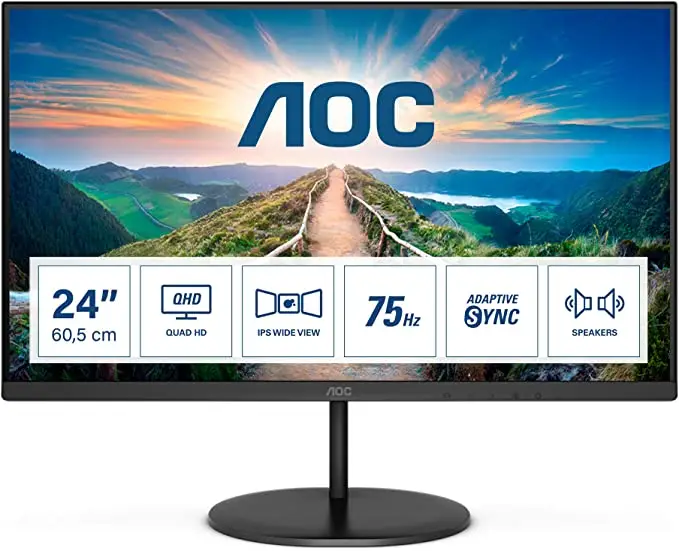 AOC
24"
60,5 cm
QHD
QUAD HD
IPS WIDE VIEW
75Hz
ADAPTIVE
SYNC
SPEAKERS
AOC